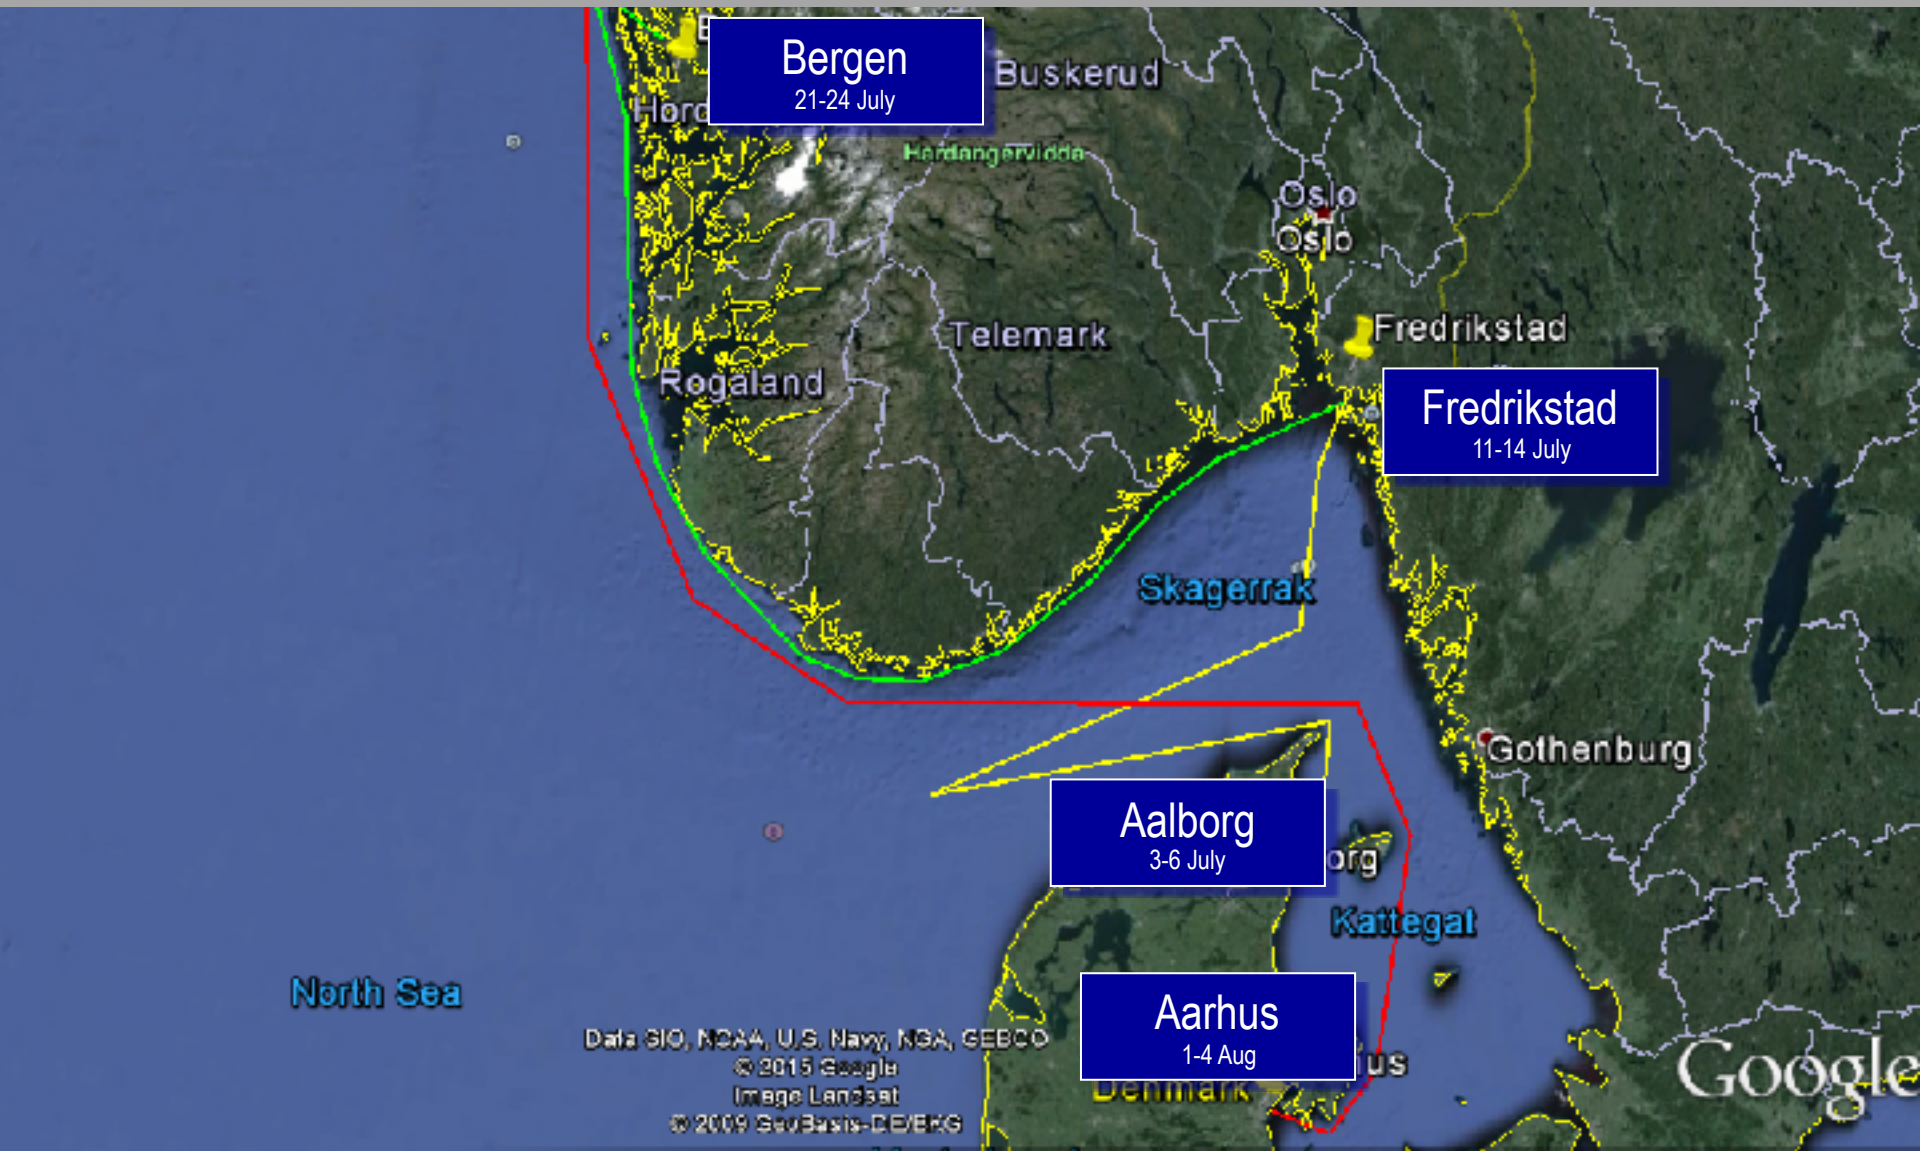 Bergen
21-24 July
Buskerud
Hord
Hardangervidda
Oslo
Oslo
Fredrikstad
Telemark
Rogaland
Fredrikstad
11-14 July
Skagerrak
Gothenburg
Aalborg
3-6 July
org
Kattegat
North Sea
Aarhus
1-4 Aug
us
Denmark
Data SIO, NOAA, U.S. Navy, NGA, GEBCO
© 2015 Google
Image Landsat
© 2009 GeoBasis-DE/BKG
Google